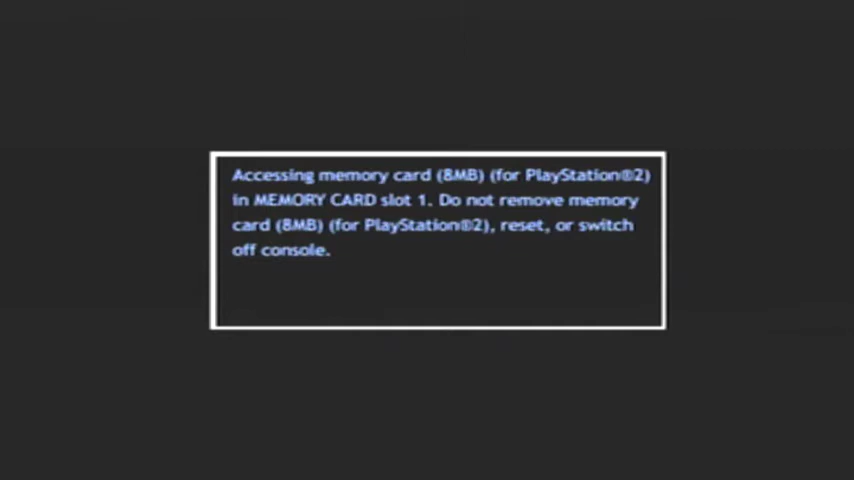 Accessing memory card (8MB) (for PlayStation®2)
in MEMORY CARD slot 1. Do not remove memory
card (8MB) (for PlayStation®2), reset, or switch
off console.